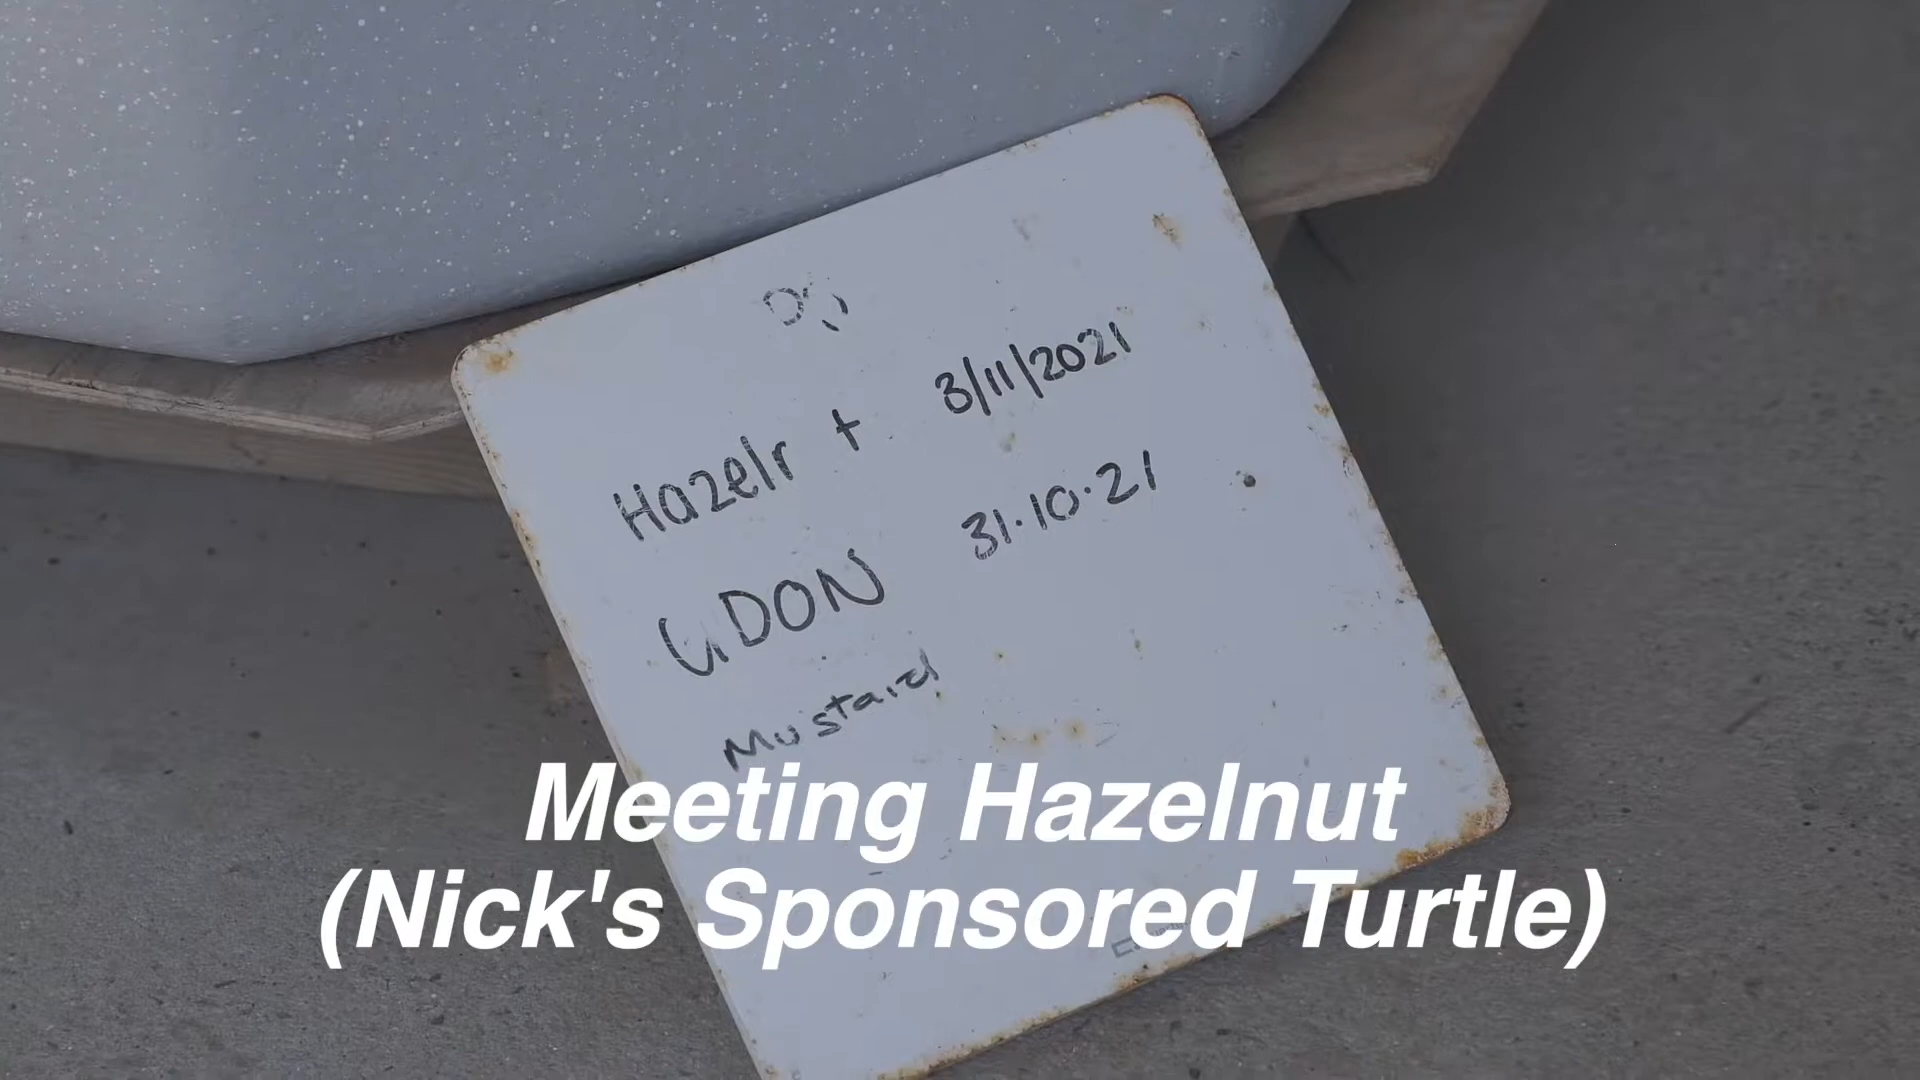 Hazelr + 3/11/2021
UDON 31.10.21
Mustard
Meeting Hazelnut
(Nick's Sponsored Turtle)